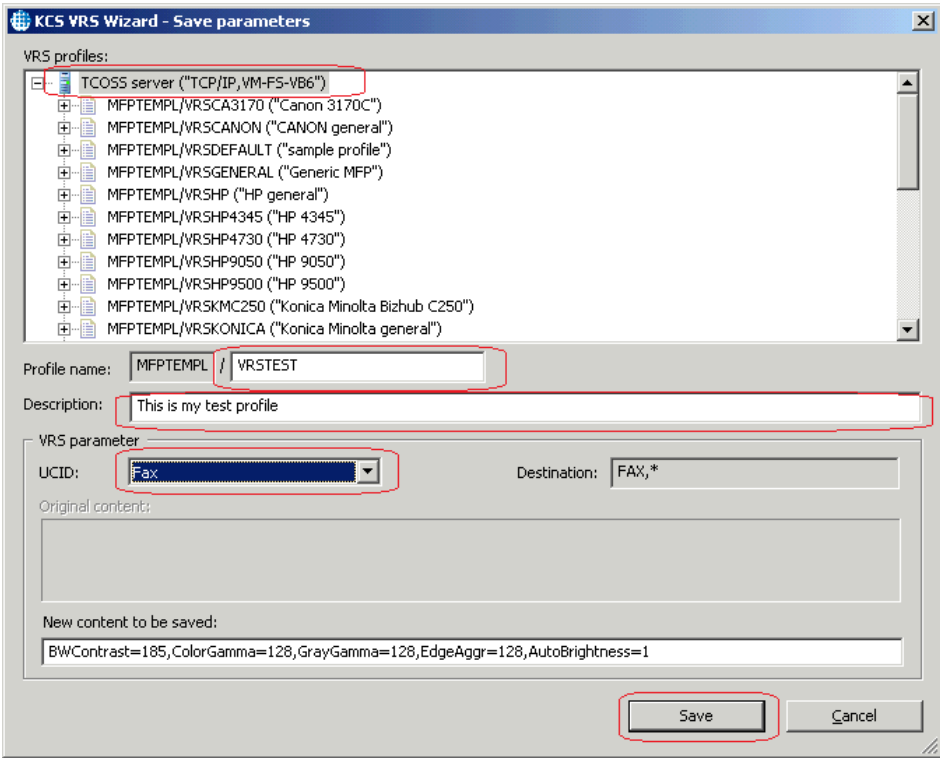 KCS VRS Wizard - Save parameters
VRS profiles:
TCOSS server ("TCP/IP,VM-FS-VB6")
MFPTEMPL/VRSCA3170 ("Canon 3170C")
MFPTEMPL/VRSCANON ("CANON general")
MFPTEMPL/VRSDEFAULT ("sample profile")
MFPTEMPL/VRSGENERAL ("Generic MFP")
MFPTEMPL/VRSHP ("HP general")
MFPTEMPL/VRSHP4345 ("HP 4345")
MFPTEMPL/VRSHP4730 ("HP 4730")
MFPTEMPL/VRSHP9050 ("HP 9050")
MFPTEMPL/VRSHP9500 ("HP 9500")
MFPTEMPL/VRSKMC250 ("Konica Minolta Bizhub C250")
MFPTEMPL/VRSKONICA ("Konica Minolta general")
Profile name: MFPTEMPL / VRSTEST
Description: This is my test profile
VRS parameter
UCID: Fax Destination: FAX,*
Original content:
New content to be saved:
BWContrast=185,ColorGamma=128,GrayGamma=128,EdgeAggr=128,AutoBrightness=1
Save Cancel